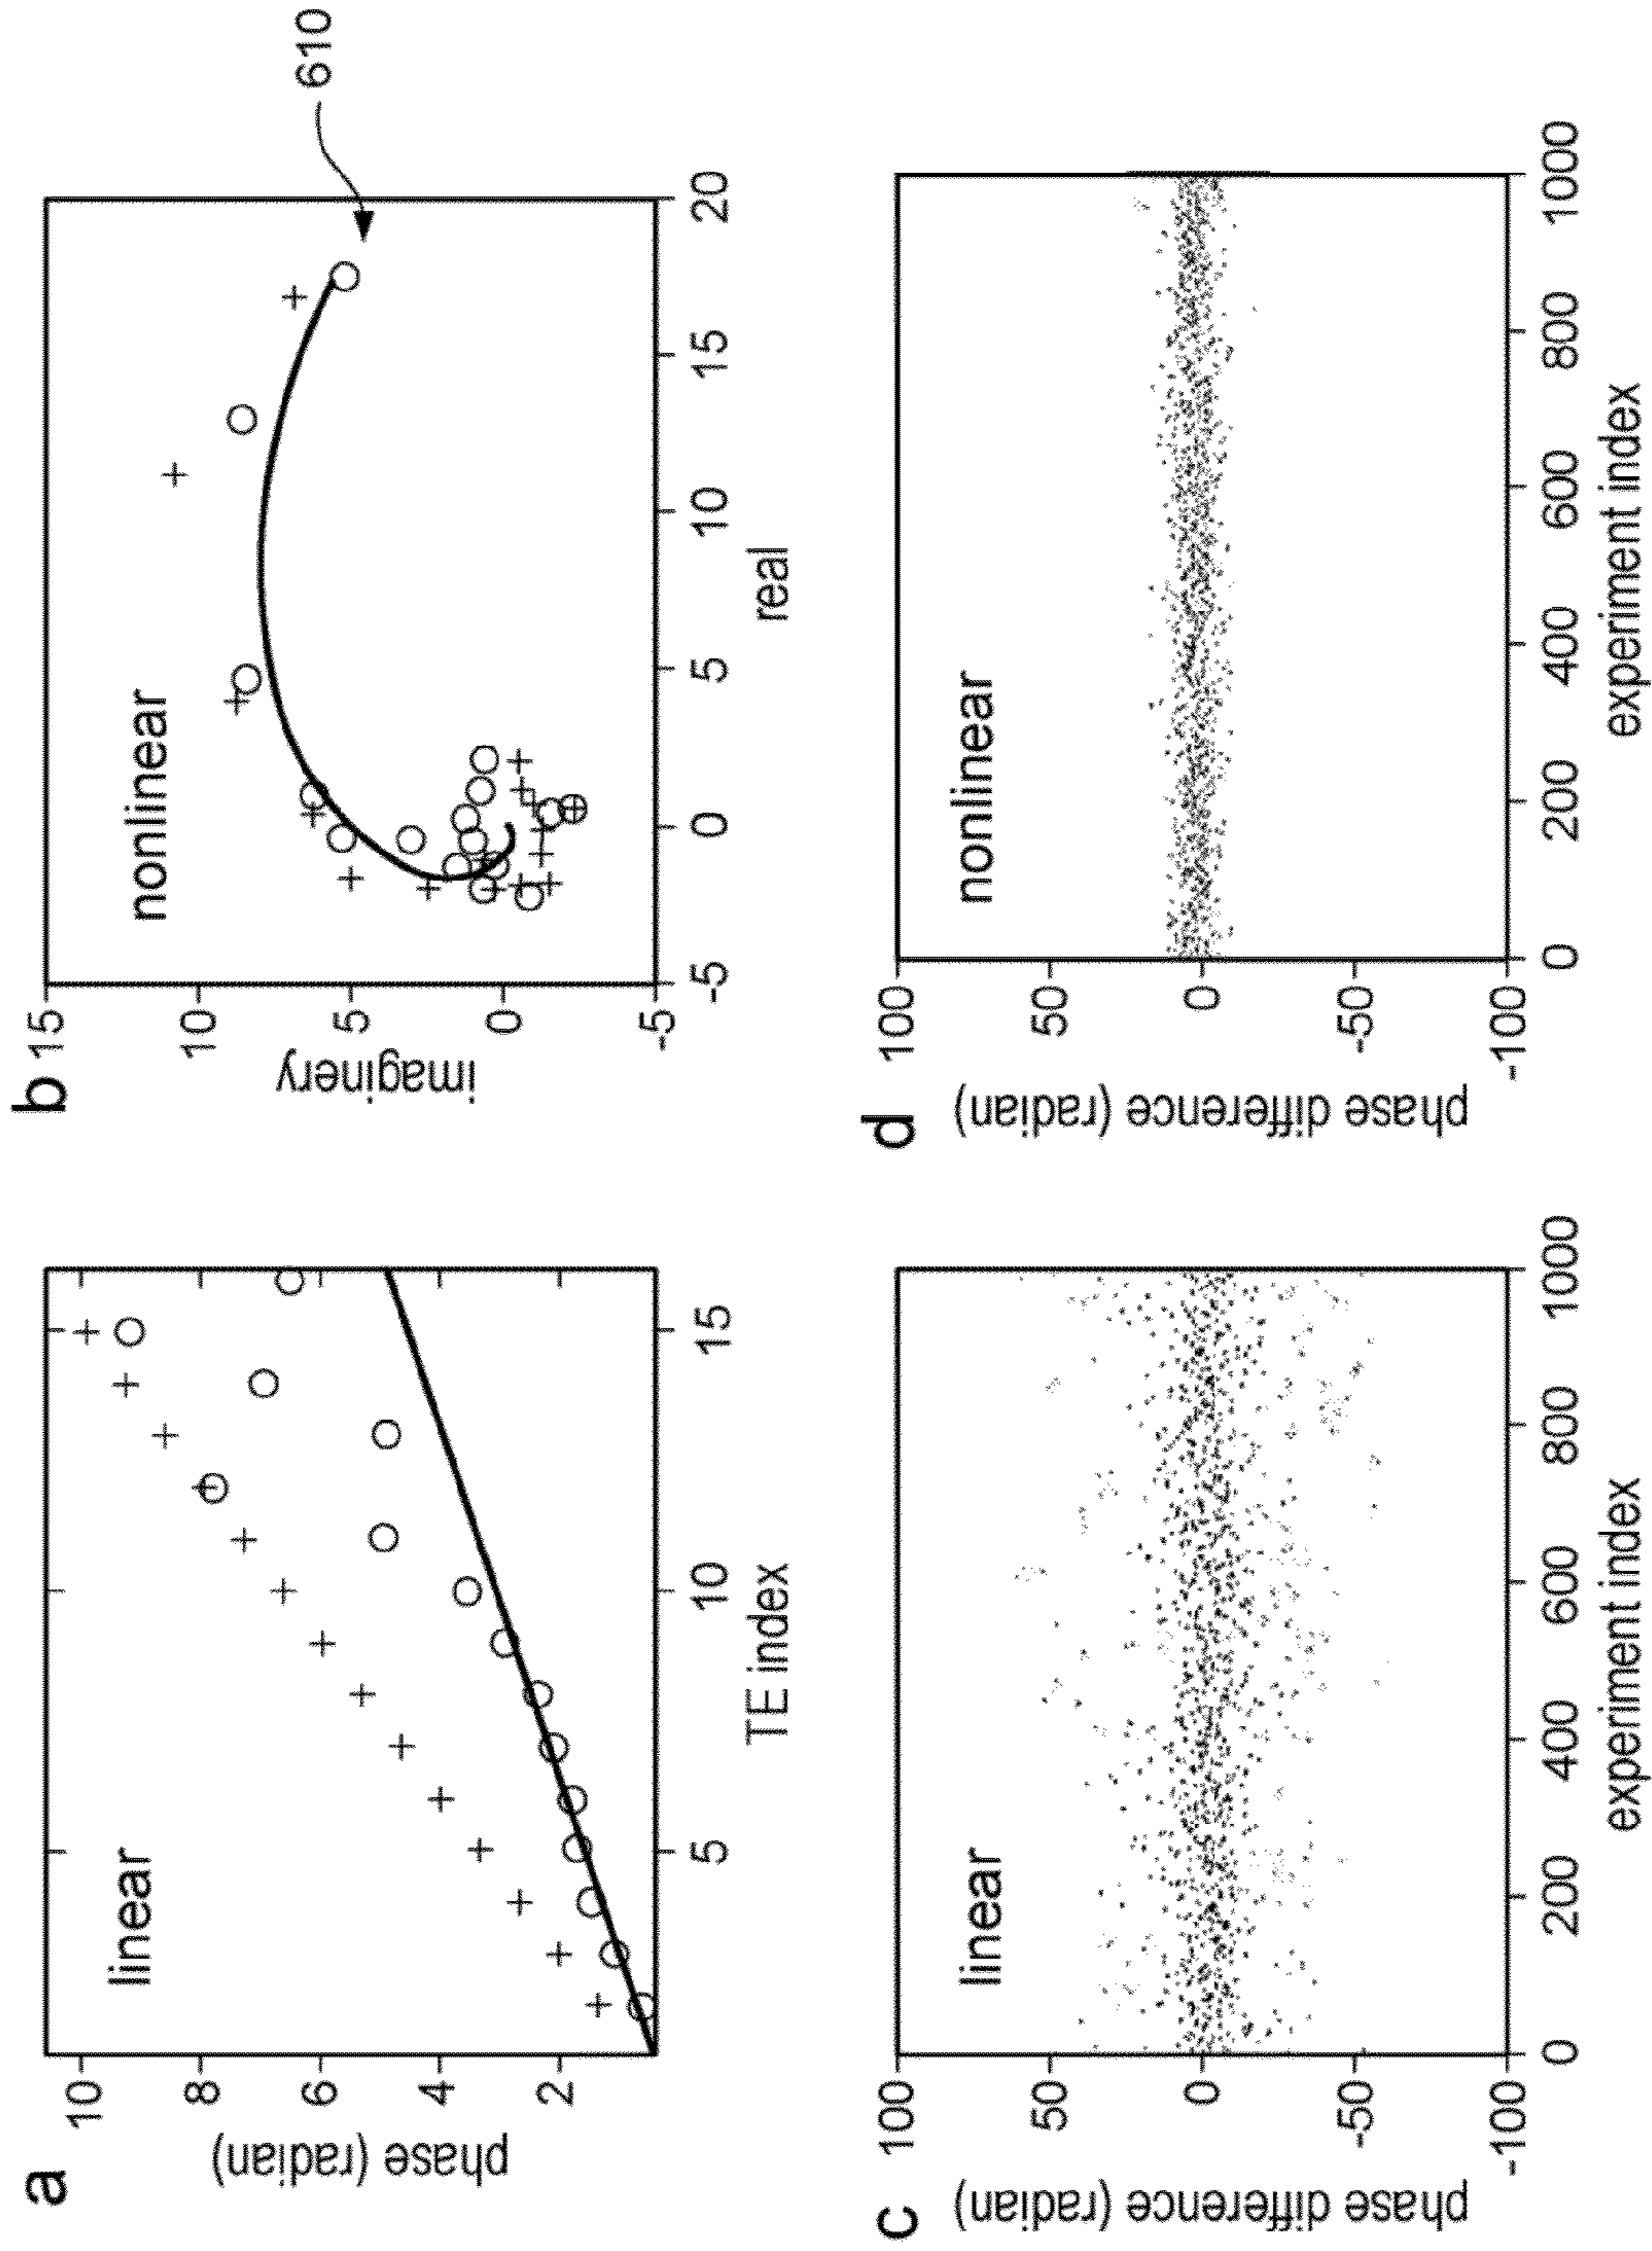 a
linear
phase (radian)
10
8
6
4
2
5
10
15
TE index
b
nonlinear
610
imaginery
15
10
5
0
-5
-5
0
5
10
15
20
real
c
linear
phase difference (radian)
100
50
0
-50
-100
0
200
400
600
800
1000
experiment index
d
nonlinear
phase difference (radian)
100
50
0
-50
-100
0
200
400
600
800
1000
experiment index